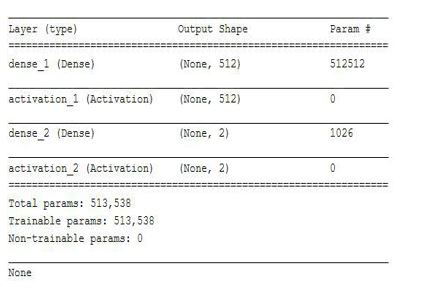 Layer (type) Output Shape Param #
dense_1 (Dense) (None, 512) 512512
activation_1 (Activation) (None, 512) 0
dense_2 (Dense) (None, 2) 1026
activation_2 (Activation) (None, 2) 0
Total params: 513,538
Trainable params: 513,538
Non-trainable params: 0
None